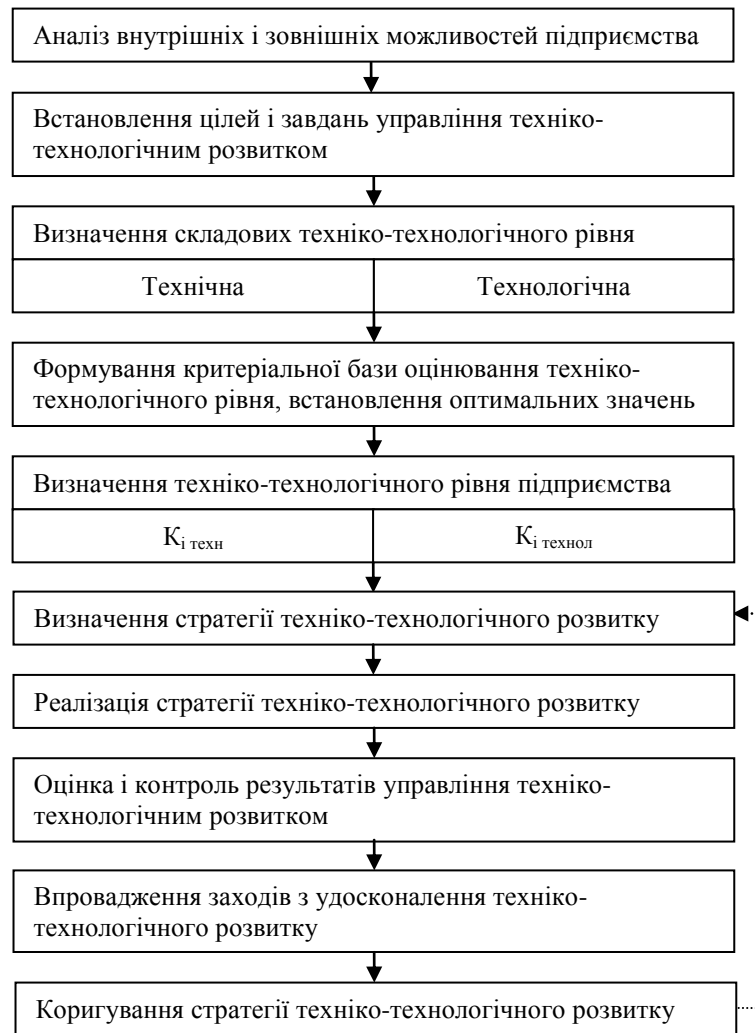 Аналіз внутрішніх і зовнішніх можливостей підприємства
Встановлення цілей і завдань управління техніко-
технологічним розвитком
Визначення складових техніко-технологічного рівня
Технічна
Технологічна
Формування критеріальної бази оцінювання техніко-
технологічного рівня, встановлення оптимальних значень
Визначення техніко-технологічного рівня підприємства
К і техн
К і технол
Визначення стратегії техніко-технологічного розвитку
Реалізація стратегії техніко-технологічного розвитку
Оцінка і контроль результатів управління техніко-
технологічним розвитком
Впровадження заходів з удосконалення техніко-
технологічного розвитку
Коригування стратегії техніко-технологічного розвитку